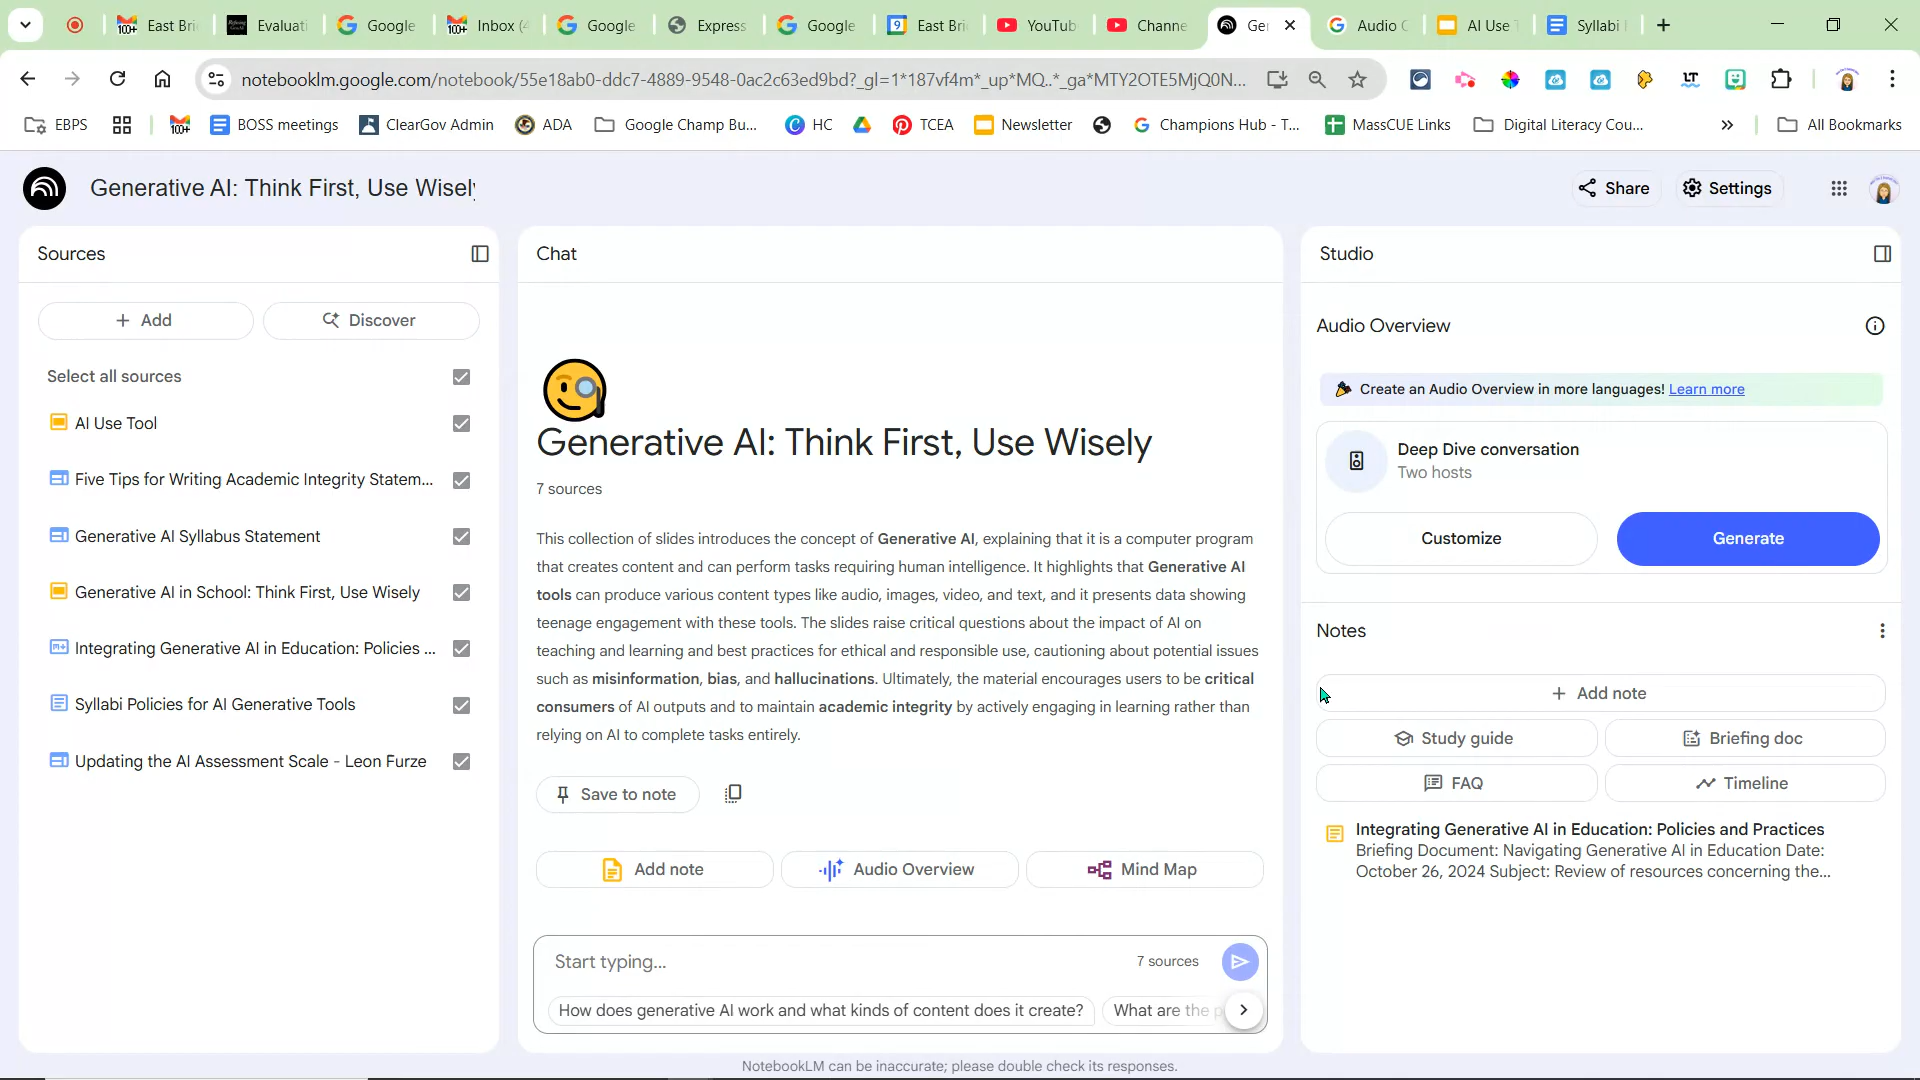 East Bri
Evaluati
Google
Inbox (4
Google
Express
Google
East Bri
YouTub
Channe
Ge
Audio O
AI Use T
Syllabi
notebooklm.google.com/notebook/55e18ab0-ddc7-4889-9548-0ac2c63ed9bd?_gl=1*187vf4m*_up*MQ..*_ga*MTY2OTE5MjQ0N...
EBPS
BOSS meetings
ClearGov Admin
ADA
Google Champ Bu...
HC
TCEA
Newsletter
Champions Hub - T...
MassCUE Links
Digital Literacy Cou...
All Bookmarks
Generative AI: Think First, Use Wisely
Share
Settings
Sources
Add
Discover
Select all sources
AI Use Tool
Five Tips for Writing Academic Integrity Statem...
Generative AI Syllabus Statement
Generative AI in School: Think First, Use Wisely
Integrating Generative AI in Education: Policies ...
Syllabi Policies for AI Generative Tools
Updating the AI Assessment Scale - Leon Furze
Chat
Generative AI: Think First, Use Wisely
7 sources
This collection of slides introduces the concept of Generative AI, explaining that it is a computer program
that creates content and can perform tasks requiring human intelligence. It highlights that Generative AI
tools can produce various content types like audio, images, video, and text, and it presents data showing
teenage engagement with these tools. The slides raise critical questions about the impact of AI on
teaching and learning and best practices for ethical and responsible use, cautioning about potential issues
such as misinformation, bias, and hallucinations. Ultimately, the material encourages users to be critical
consumers of AI outputs and to maintain academic integrity by actively engaging in learning rather than
relying on AI to complete tasks entirely.
Save to note
Add note
Audio Overview
Mind Map
Start typing...
7 sources
How does generative AI work and what kinds of content does it create?
What are the p
NotebookLM can be inaccurate; please double check its responses.
Studio
Audio Overview
Create an Audio Overview in more languages! Learn more
Deep Dive conversation
Two hosts
Customize
Generate
Notes
Add note
Study guide
Briefing doc
FAQ
Timeline
Integrating Generative AI in Education: Policies and Practices
Briefing Document: Navigating Generative AI in Education Date:
October 26, 2024 Subject: Review of resources concerning the...